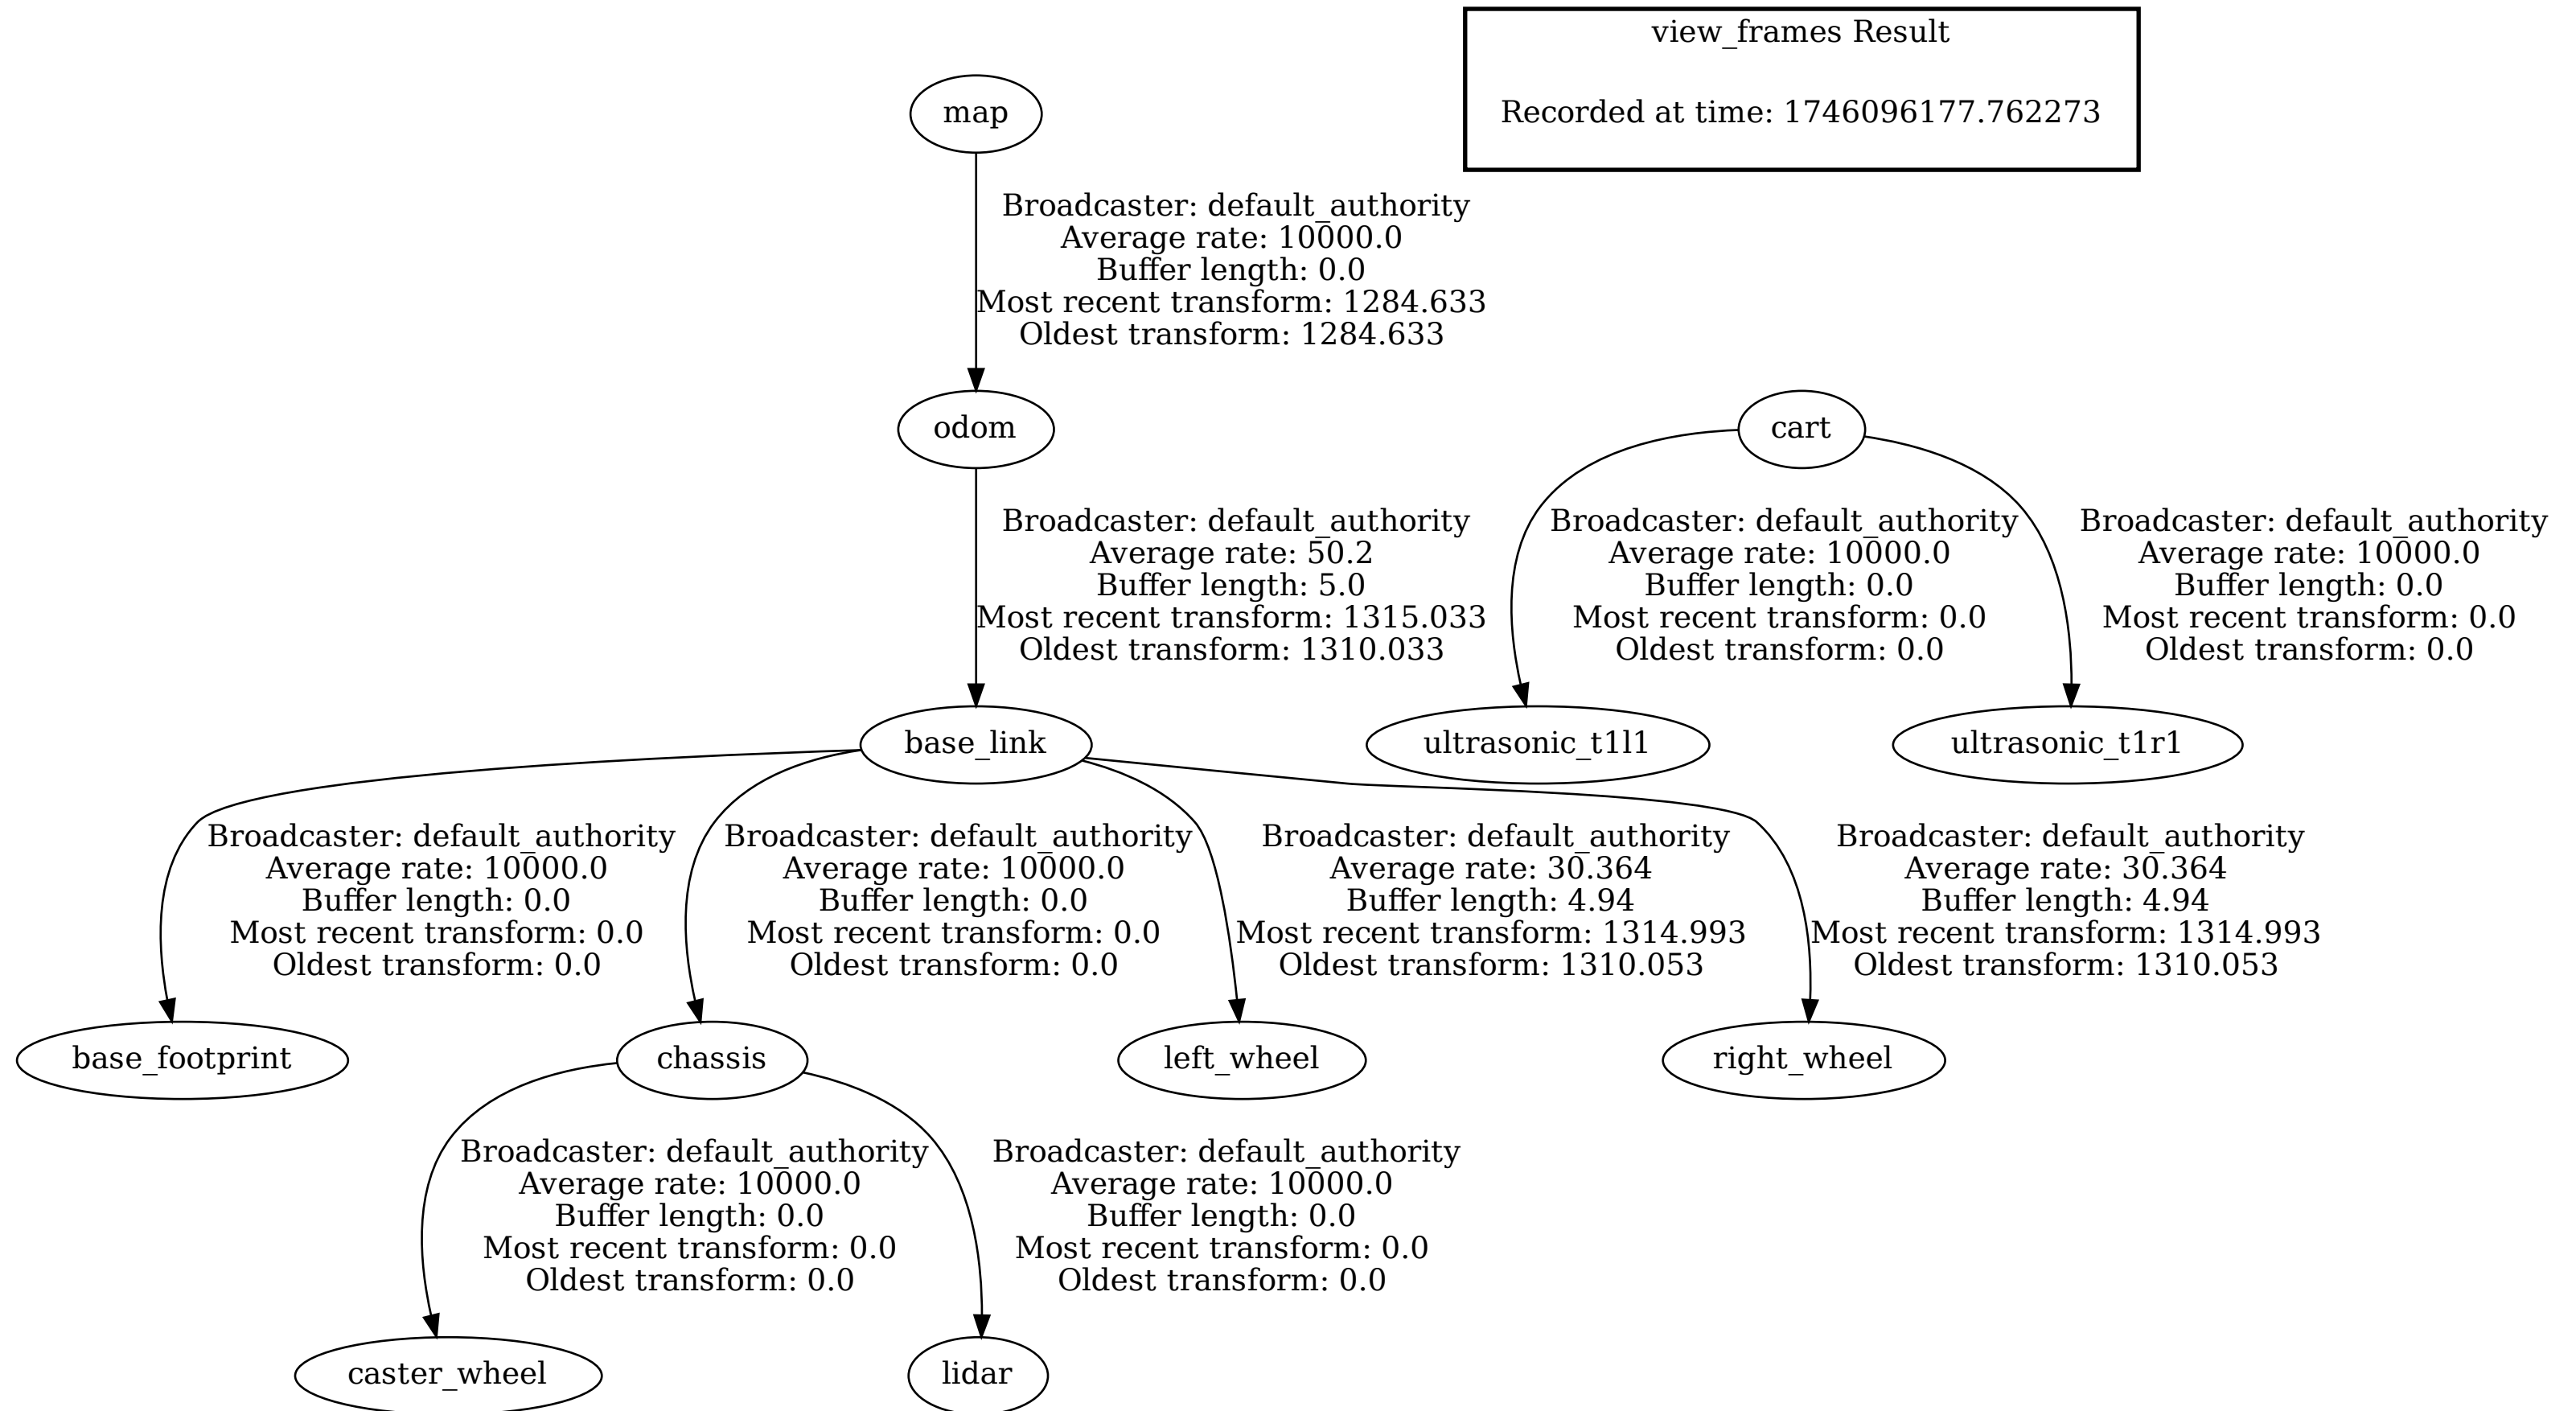 view_frames Result
Recorded at time: 1746096177.762273
map
Broadcaster: default_authority
Average rate: 10000.0
Buffer length: 0.0
Most recent transform: 1284.633
Oldest transform: 1284.633
odom
cart
Broadcaster: default_authority
Average rate: 50.2
Buffer length: 5.0
Most recent transform: 1315.033
Oldest transform: 1310.033
Broadcaster: default_authority
Average rate: 10000.0
Buffer length: 0.0
Most recent transform: 0.0
Oldest transform: 0.0
Broadcaster: default_authority
Average rate: 10000.0
Buffer length: 0.0
Most recent transform: 0.0
Oldest transform: 0.0
base_link
ultrasonic_t1l1
ultrasonic_t1r1
Broadcaster: default_authority
Average rate: 10000.0
Buffer length: 0.0
Most recent transform: 0.0
Oldest transform: 0.0
Broadcaster: default_authority
Average rate: 10000.0
Buffer length: 0.0
Most recent transform: 0.0
Oldest transform: 0.0
Broadcaster: default_authority
Average rate: 30.364
Buffer length: 4.94
Most recent transform: 1314.993
Oldest transform: 1310.053
Broadcaster: default_authority
Average rate: 30.364
Buffer length: 4.94
Most recent transform: 1314.993
Oldest transform: 1310.053
base_footprint
chassis
left_wheel
right_wheel
Broadcaster: default_authority
Average rate: 10000.0
Buffer length: 0.0
Most recent transform: 0.0
Oldest transform: 0.0
Broadcaster: default_authority
Average rate: 10000.0
Buffer length: 0.0
Most recent transform: 0.0
Oldest transform: 0.0
caster_wheel
lidar